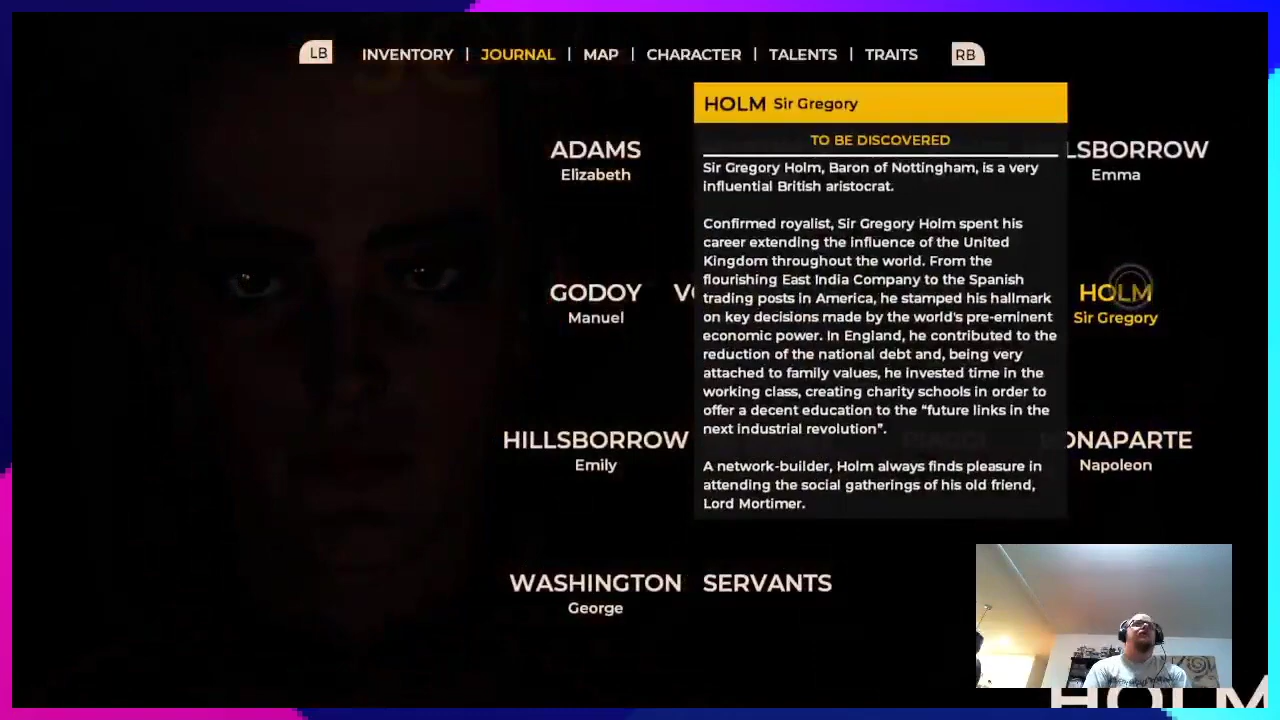 LB INVENTORY | JOURNAL | MAP | CHARACTER | TALENTS | TRAITS RB
HOLM Sir Gregory
TO BE DISCOVERED
Sir Gregory Holm, Baron of Nottingham, is a very
influential British aristocrat.
Confirmed royalist, Sir Gregory Holm spent his
career extending the influence of the United
Kingdom throughout the world. From the
flourishing East India Company to the Spanish
trading posts in America, he stamped his hallmark
on key decisions made by the world's pre-eminent
economic power. In England, he contributed to the
reduction of the national debt and, being very
attached to family values, he invested time in the
working class, creating charity schools in order to
offer a decent education to the “future links in the
next industrial revolution”.
A network-builder, Holm always finds pleasure in
attending the social gatherings of his old friend,
Lord Mortimer.
ADAMS
Elizabeth
LSBORROW
Emma
GODOY
Manuel
HOLM
Sir Gregory
HILLSBORROW
Emily
ONAPARTE
Napoleon
WASHINGTON
George
SERVANTS
HOLM